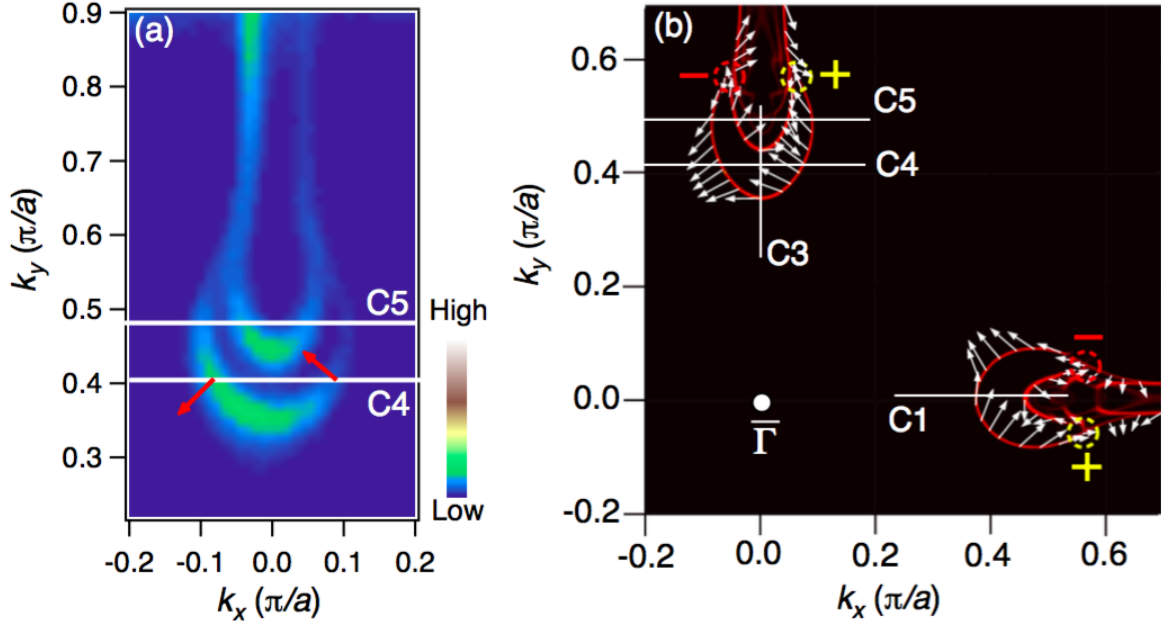 (a)
0.9
0.8
0.7
0.6
0.5
0.4
0.3
k_y (π/a)
C5
C4
High
Low
-0.2 -0.1 0.0 0.1 0.2
k_x (π/a)
(b)
0.6
0.4
0.2
0.0
-0.2
k_y (π/a)
− +
C5
C4
C3
−
C1
+
Γ̅
-0.2 0.0 0.2 0.4 0.6
k_x (π/a)